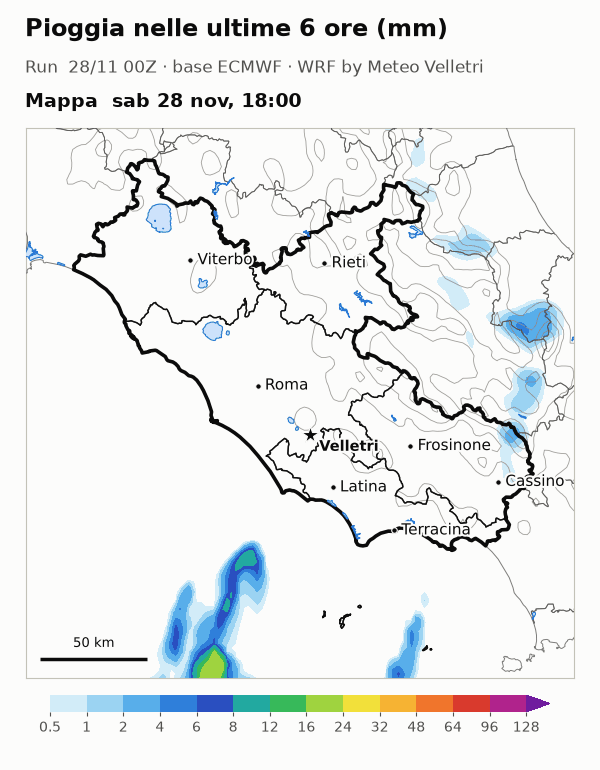 Pioggia nelle ultime 6 ore (mm)
Run  28/11 00Z · base ECMWF · WRF by Meteo Velletri
Mappa  sab 28 nov, 18:00
Viterbo
Rieti
Roma
Velletri
Frosinone
Latina
Cassino
Terracina
50 km
0.5 1 2 4 6 8 12 16 24 32 48 64 96 128